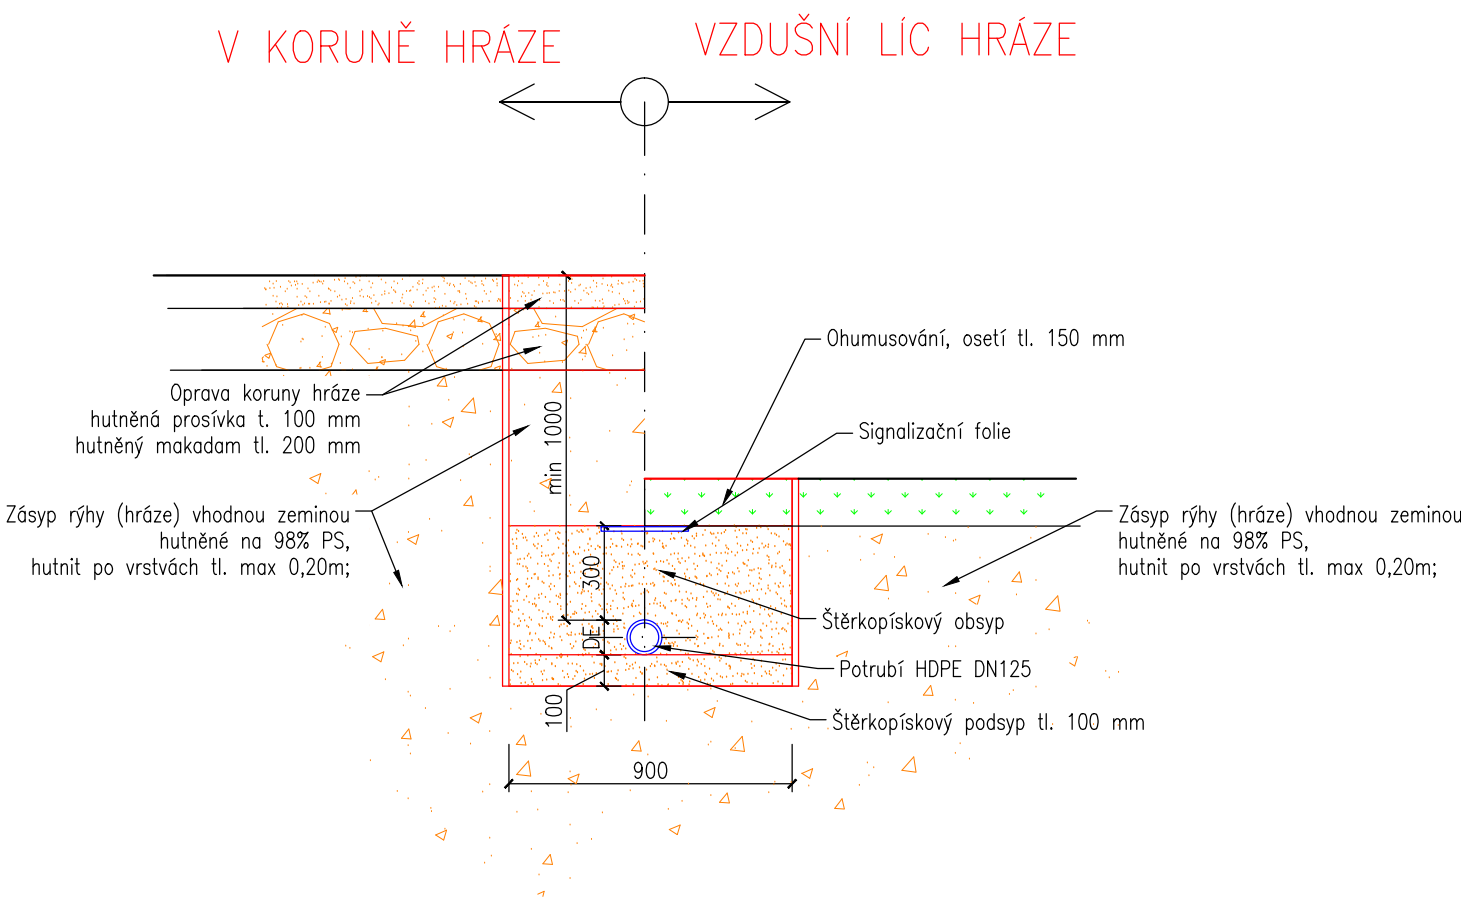 V KORUNĚ HRÁZE
VZDUŠNÍ LÍC HRÁZE
Oprava koruny hráze
hutněná prosívka t. 100 mm
hutněný makadam tl. 200 mm
Zásyp rýhy (hráze) vhodnou zeminou
hutněné na 98% PS,
hutnit po vrstvách tl. max 0,20m;
min 1000
300
DE
100
900
Ohumusování, osetí tl. 150 mm
Signalizační folie
Zásyp rýhy (hráze) vhodnou zeminou
hutněné na 98% PS,
hutnit po vrstvách tl. max 0,20m;
Štěrkopískový obsyp
Potrubí HDPE DN125
Štěrkopískový podsyp tl. 100 mm